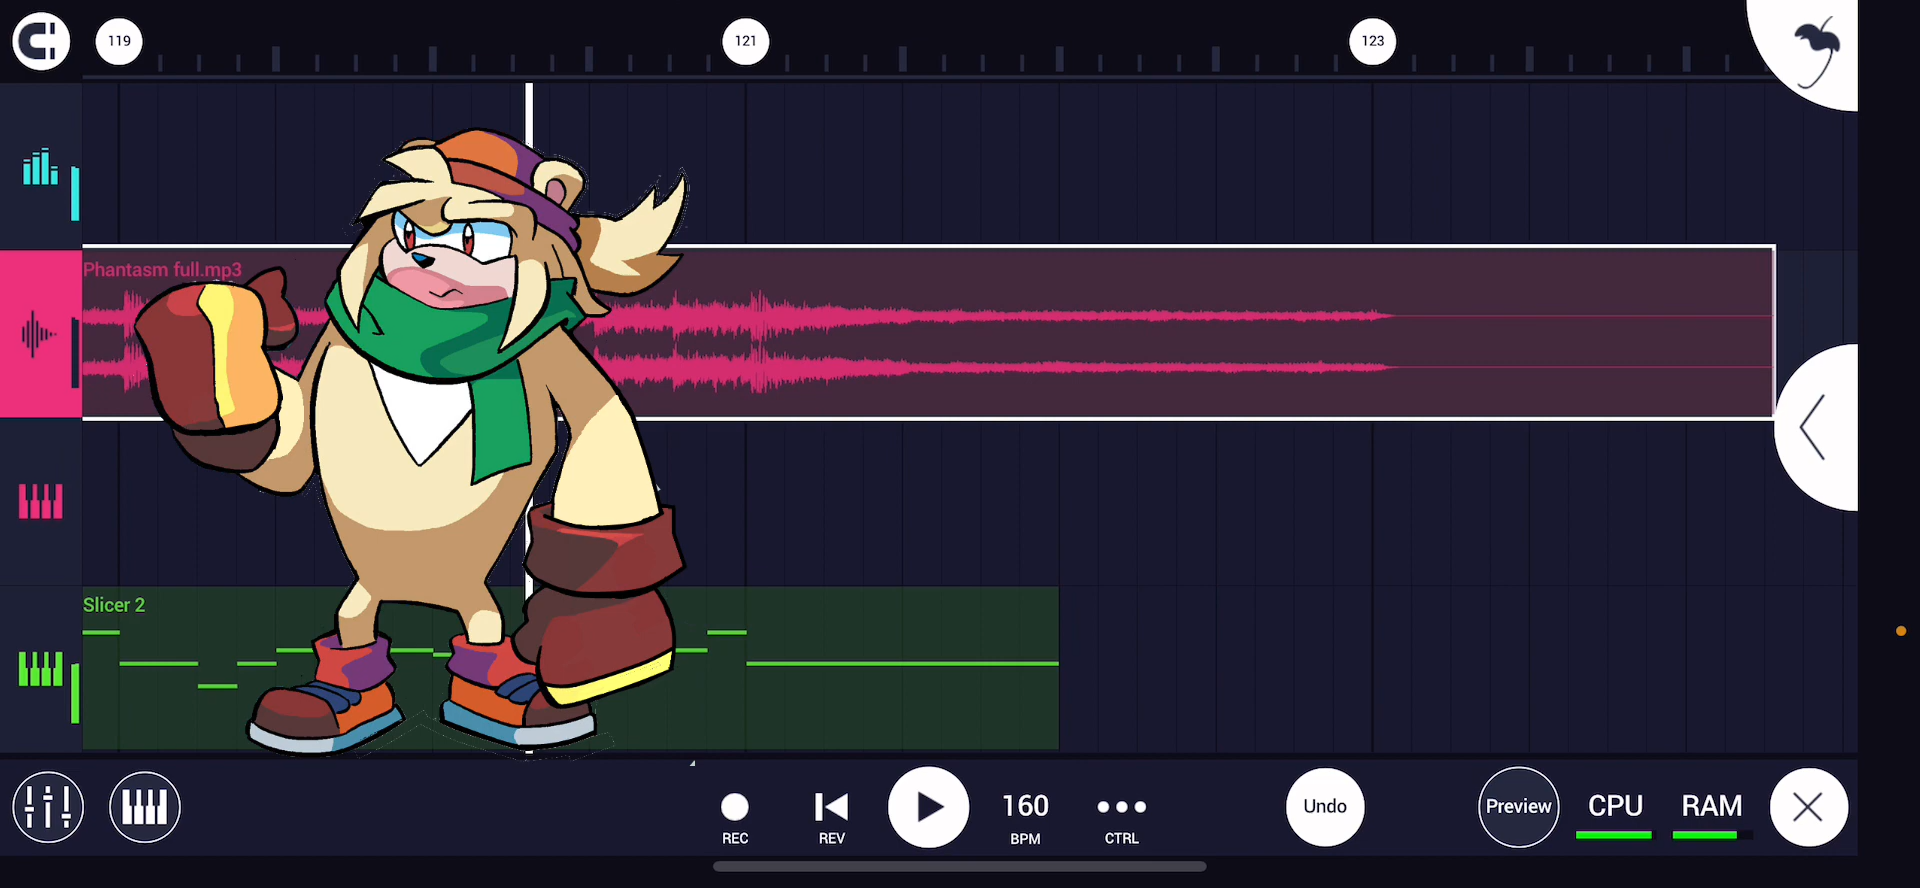 119
121
123
Phantasm full.mp3
Slicer 2
REC
REV
160
BPM
CTRL
Undo
Preview
CPU
RAM